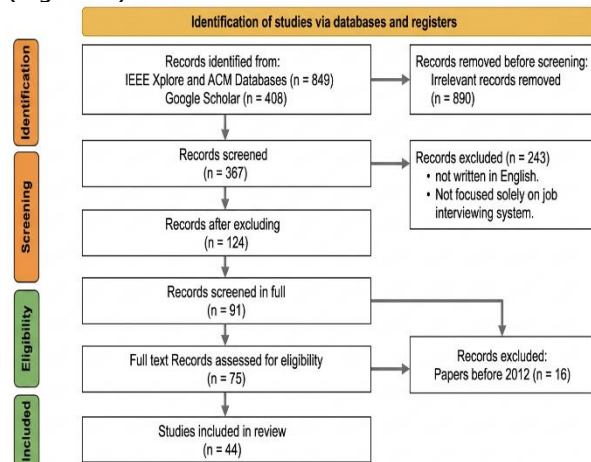 Identification of studies via databases and registers
Identification
Records identified from:
IEEE Xplore and ACM Databases (n = 849)
Google Scholar (n = 408)
Records removed before screening:
Irrelevant records removed
(n = 890)
Screening
Records screened
(n = 367)
Records excluded (n = 243)
• not written in English.
• Not focused solely on job
interviewing system.
Records after excluding
(n = 124)
Eligibility
Records screened in full
(n = 91)
Full text Records assessed for eligibility
(n = 75)
Records excluded:
Papers before 2012 (n = 16)
Included
Studies included in review
(n = 44)